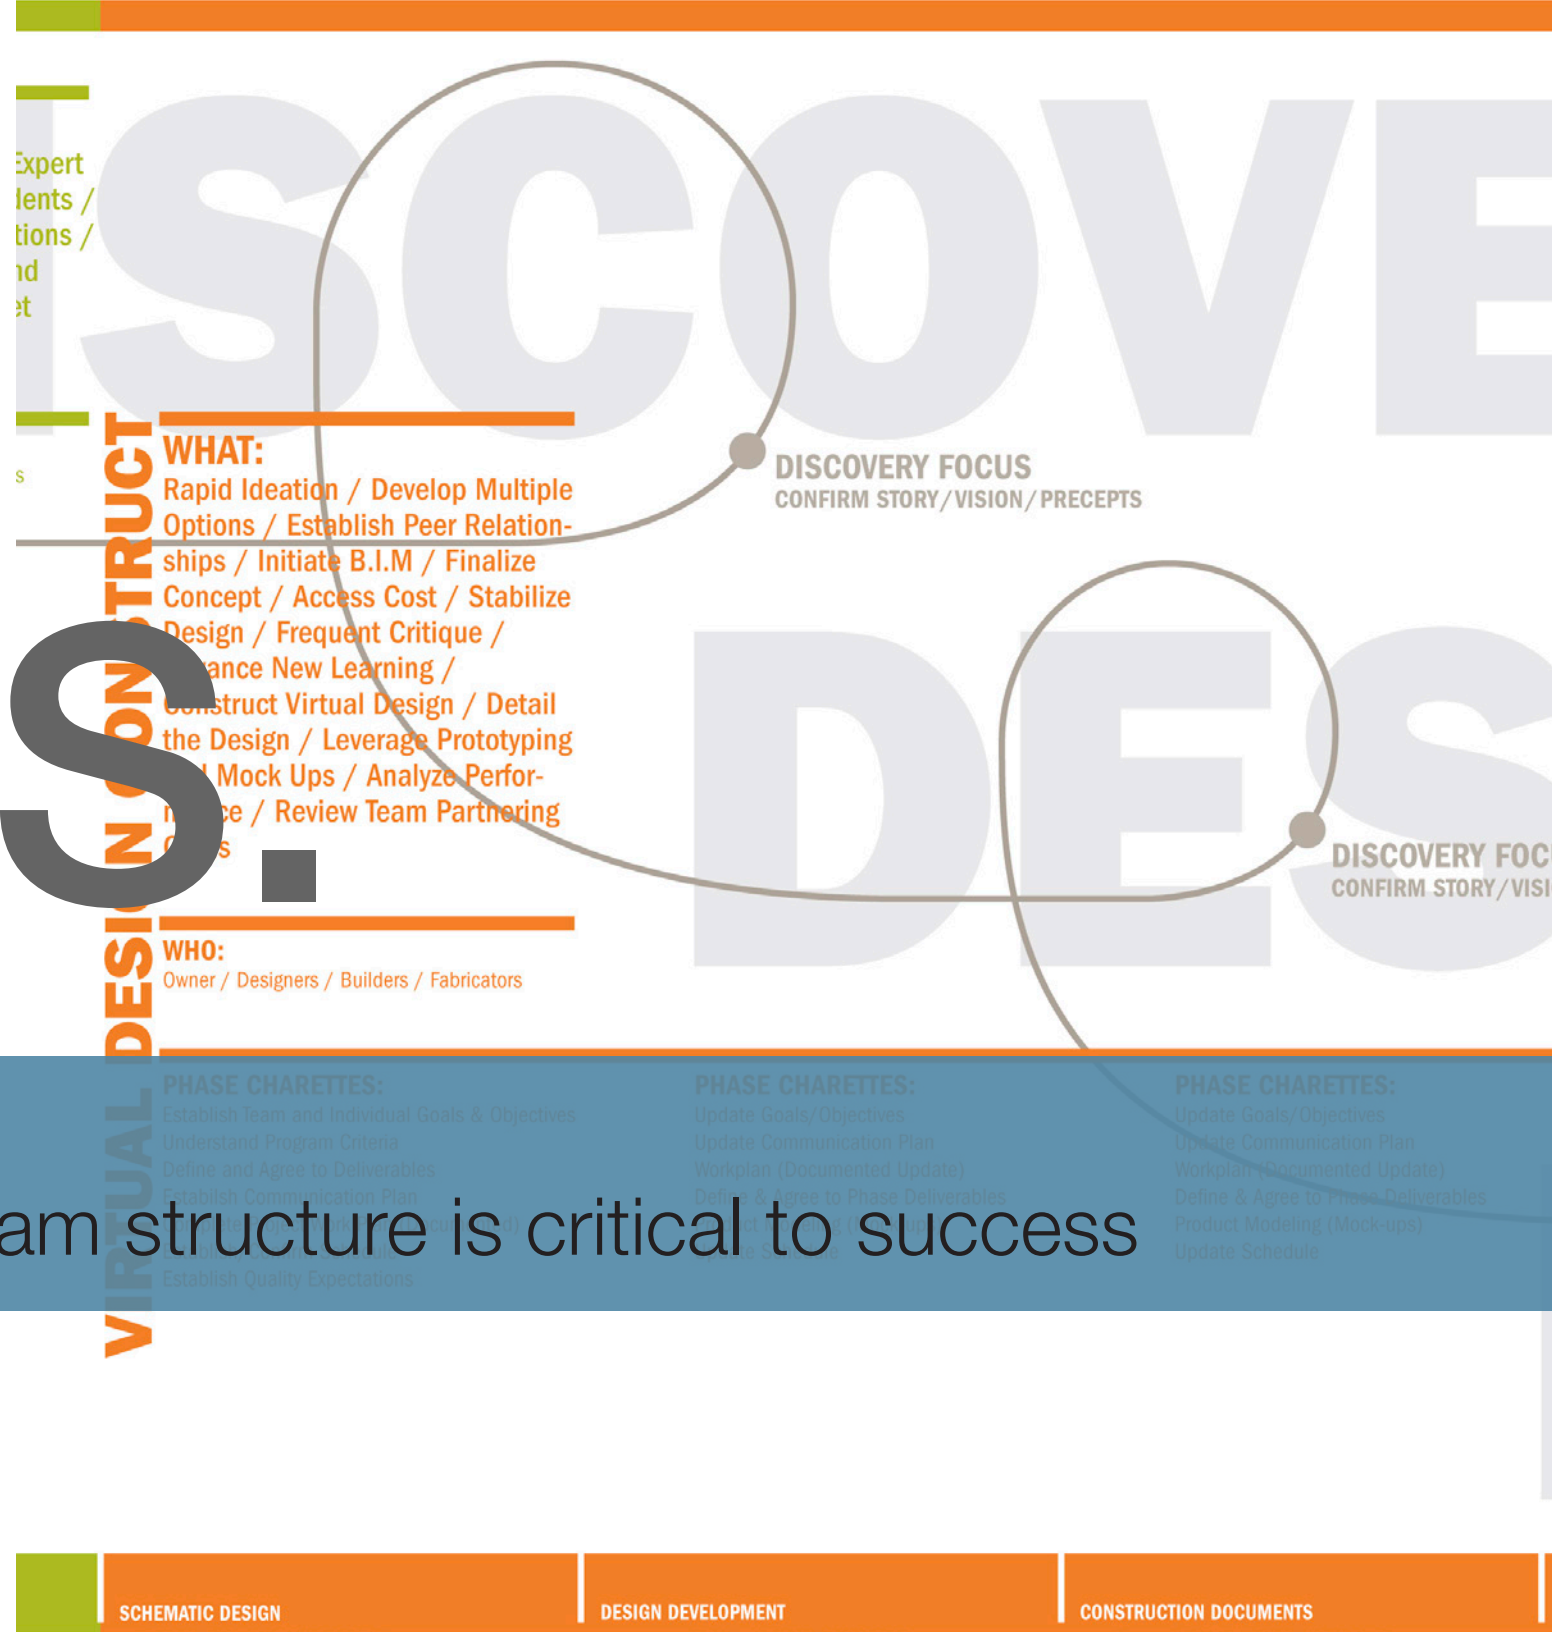 ISCOVE
Expert
dents /
tions /
nd
et
s
VIRTUAL DESIGN CONSTRUCT
WHAT:
Rapid Ideation / Develop Multiple
Options / Establish Peer Relation-
ships / Initiate B.I.M / Finalize
Concept / Access Cost / Stabilize
Design / Frequent Critique /
New Learning /
Construct Virtual Design / Detail
the Design / Leverage Prototyping
Mock Ups / Analyze Perfor-
/ Review Team Partnering
S.
DISCOVERY FOCUS
CONFIRM STORY/VISION/PRECEPTS
DES
DISCOVERY FOC
CONFIRM STORY/VISI
WHO:
Owner / Designers / Builders / Fabricators
PHASE CHARETTES:
Establish Team and Individual Goals & Objectives
Understand Program Criteria
Define and Agree to Deliverables
Establish Communication Plan
Establish Quality Expectations
PHASE CHARETTES:
Update Goals/Objectives
Update Communication Plan
Workplan (Documented Update)
Define & Agree to Phase Deliverables
PHASE CHARETTES:
Update Goals/Objectives
Update Communication Plan
Workplan (Documented Update)
Define & Agree to Phase Deliverables
Product Modeling (Mock-ups)
Update Schedule
am structure is critical to success
SCHEMATIC DESIGN
DESIGN DEVELOPMENT
CONSTRUCTION DOCUMENTS